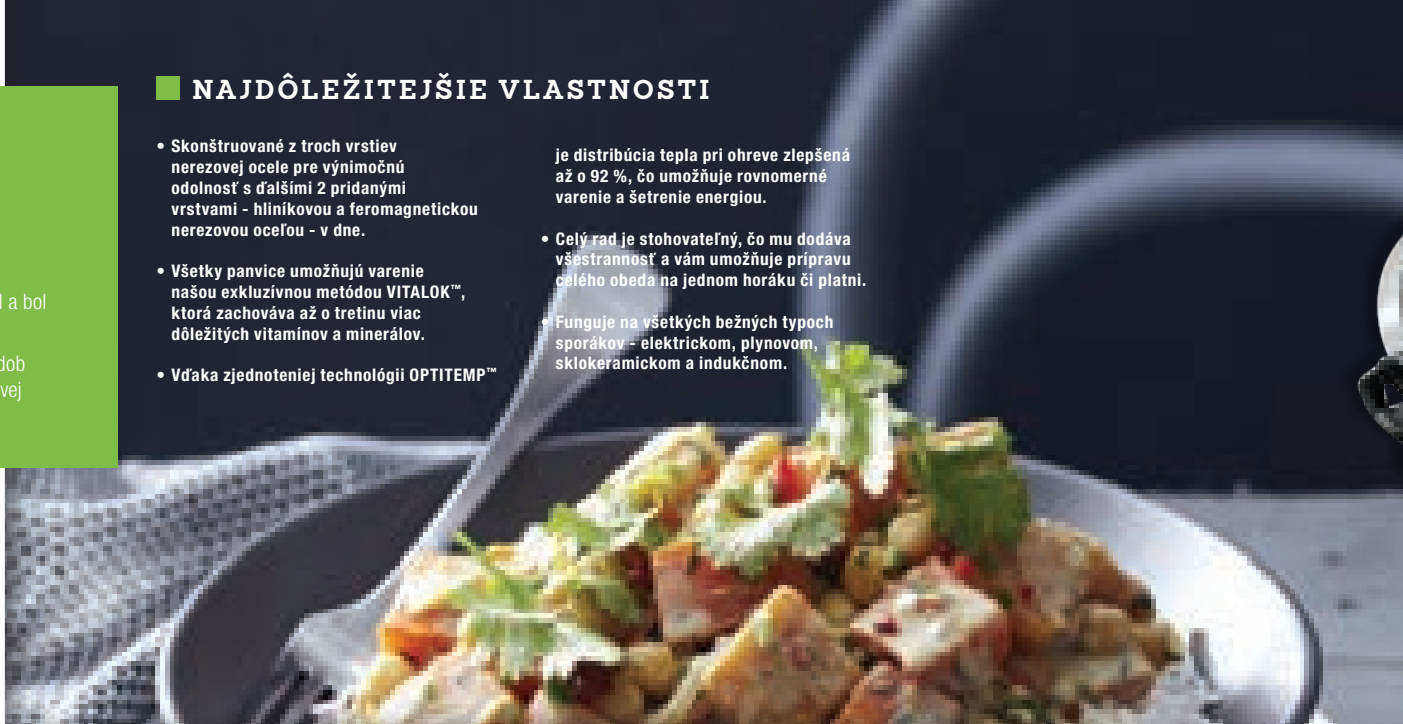 l a bol
dob
vej
NAJDÔLEŽITEJŠIE VLASTNOSTI
• Skonštruované z troch vrstiev
nerezovej ocele pre výnimočnú
odolnosť s ďalšími 2 pridanými
vrstvami - hliníkovou a feromagnetickou
nerezovou oceľou - v dne.
• Všetky panvice umožňujú varenie
našou exkluzívnou metódou VITALOK™,
ktorá zachováva až o tretinu viac
dôležitých vitamínov a minerálov.
• Vďaka zjednoteniej technológii OPTITEMP™
je distribúcia tepla pri ohreve zlepšená
až o 92 %, čo umožňuje rovnomerné
varenie a šetrenie energiou.
• Celý rad je stohovateľný, čo mu dodáva
všestrannosť a vám umožňuje prípravu
celého obeda na jednom horáku či platni.
• Funguje na všetkých bežných typoch
sporákov - elektrickom, plynovom,
sklokeramickom a indukčnom.